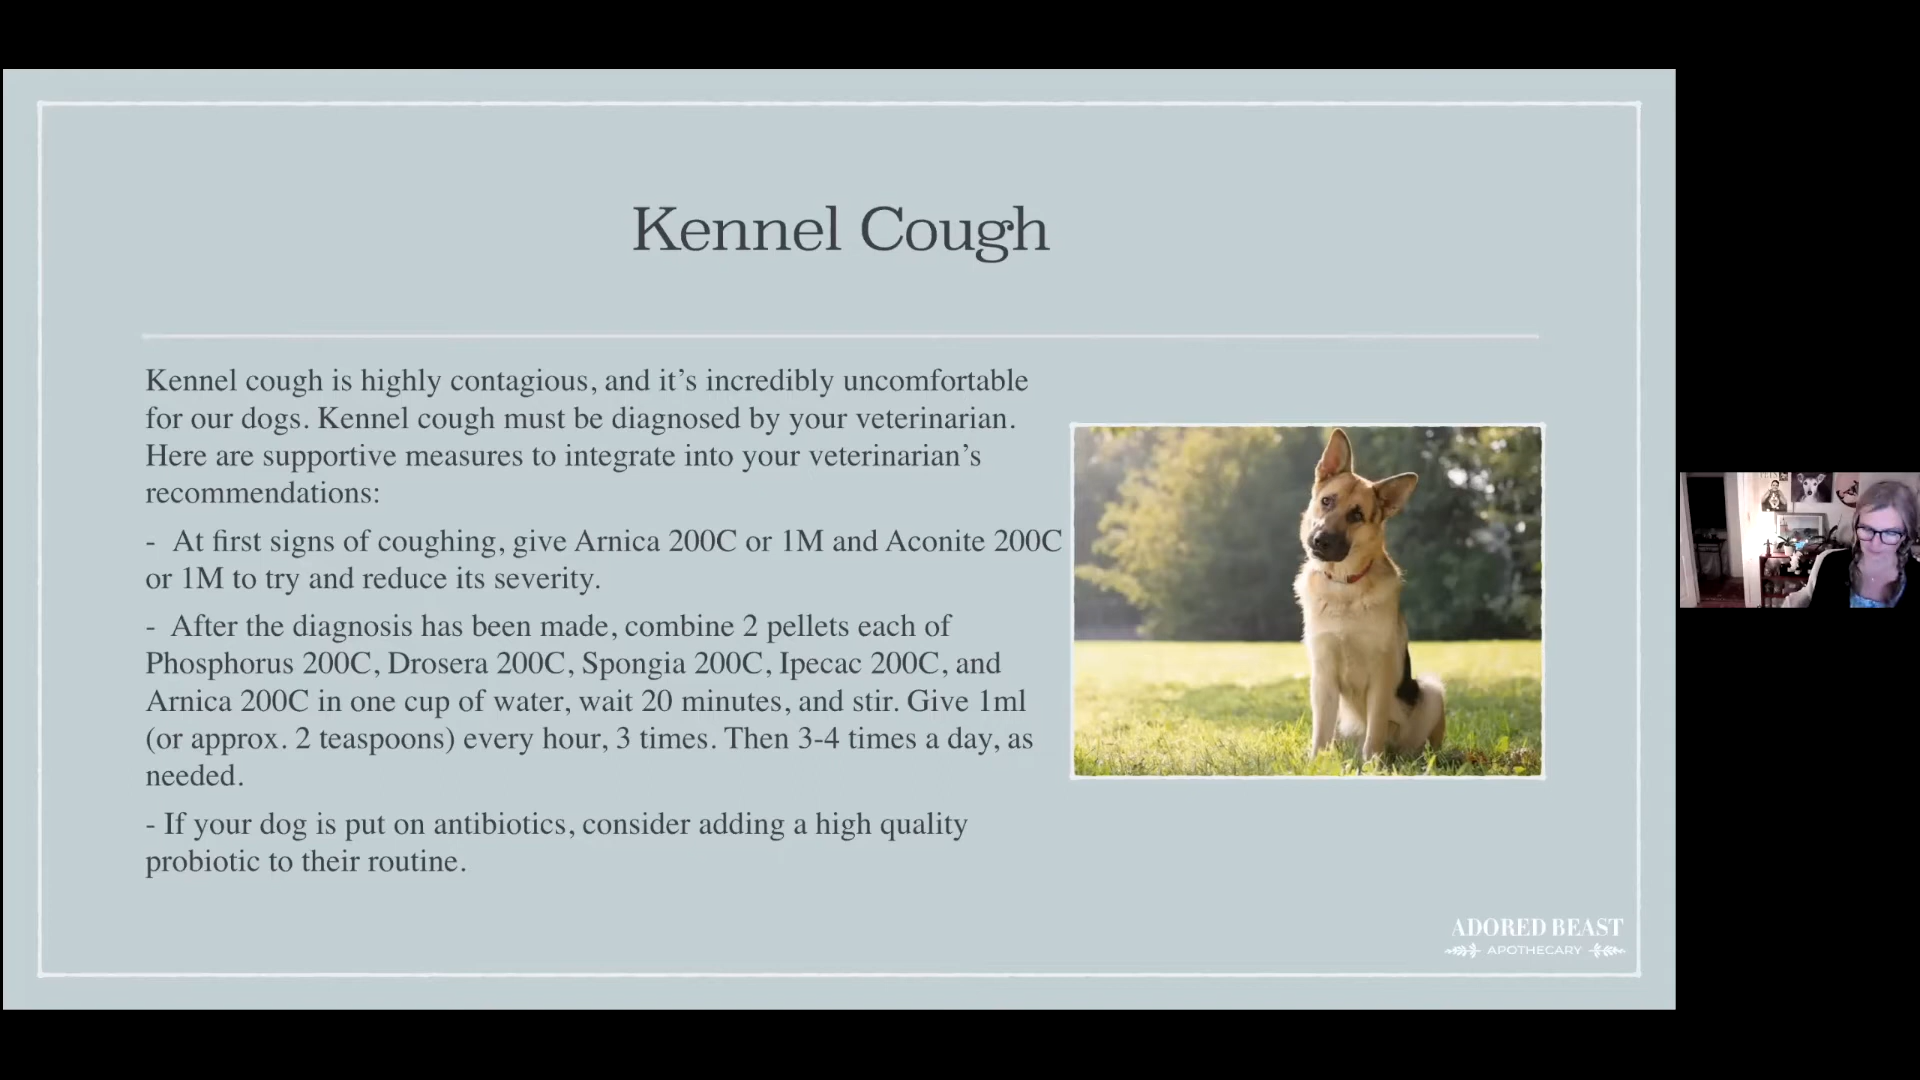 Kennel Cough
Kennel cough is highly contagious, and it’s incredibly uncomfortable
for our dogs. Kennel cough must be diagnosed by your veterinarian.
Here are supportive measures to integrate into your veterinarian’s
recommendations:
- At first signs of coughing, give Arnica 200C or 1M and Aconite 200C
or 1M to try and reduce its severity.
- After the diagnosis has been made, combine 2 pellets each of
Phosphorus 200C, Drosera 200C, Spongia 200C, Ipecac 200C, and
Arnica 200C in one cup of water, wait 20 minutes, and stir. Give 1ml
(or approx. 2 teaspoons) every hour, 3 times. Then 3-4 times a day, as
needed.
- If your dog is put on antibiotics, consider adding a high quality
probiotic to their routine.
ADORED BEAST
APOTHECARY